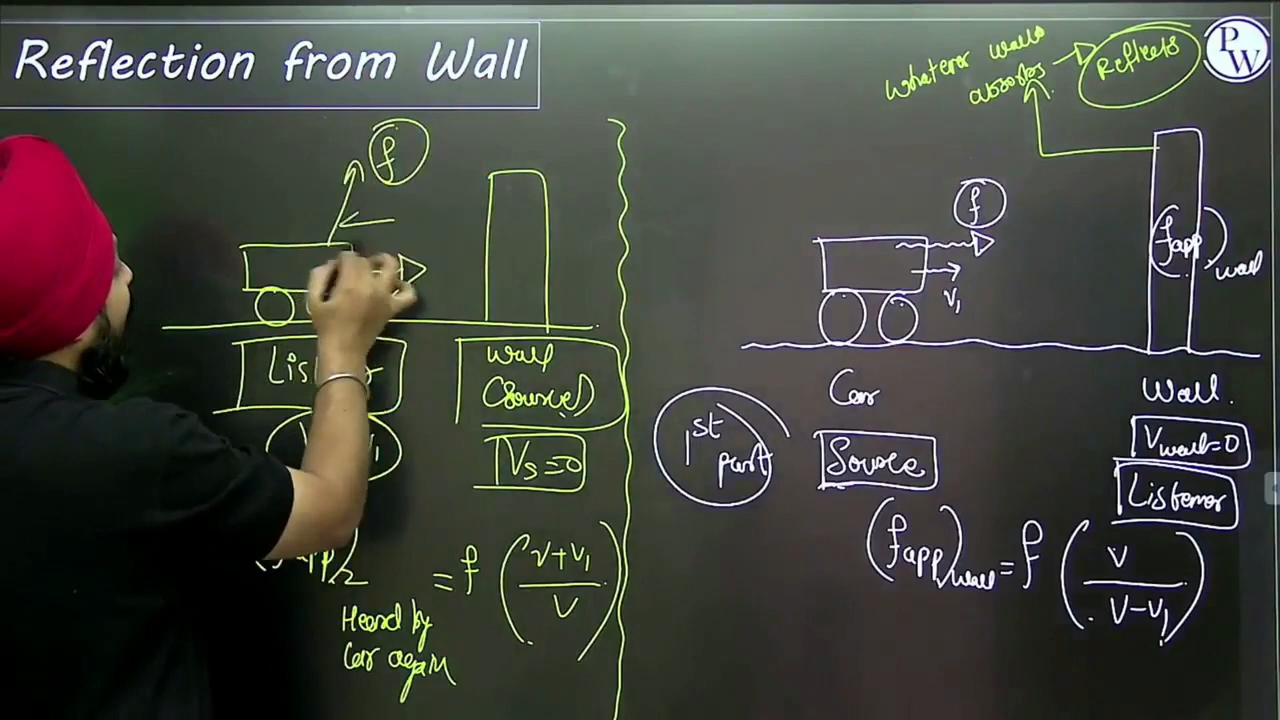 Reflection from Wall
PW
Whatever walls
absorbs
Reflects
f
f
(fapp)wall
V₁
Wall
(Source)
Vs=0
Car
Wall
1st
part
Source
Vwall=0
Listener
= f (v+v₁ / v)
(fapp)wall = f (v / v-v₁)
Heard by
Car again